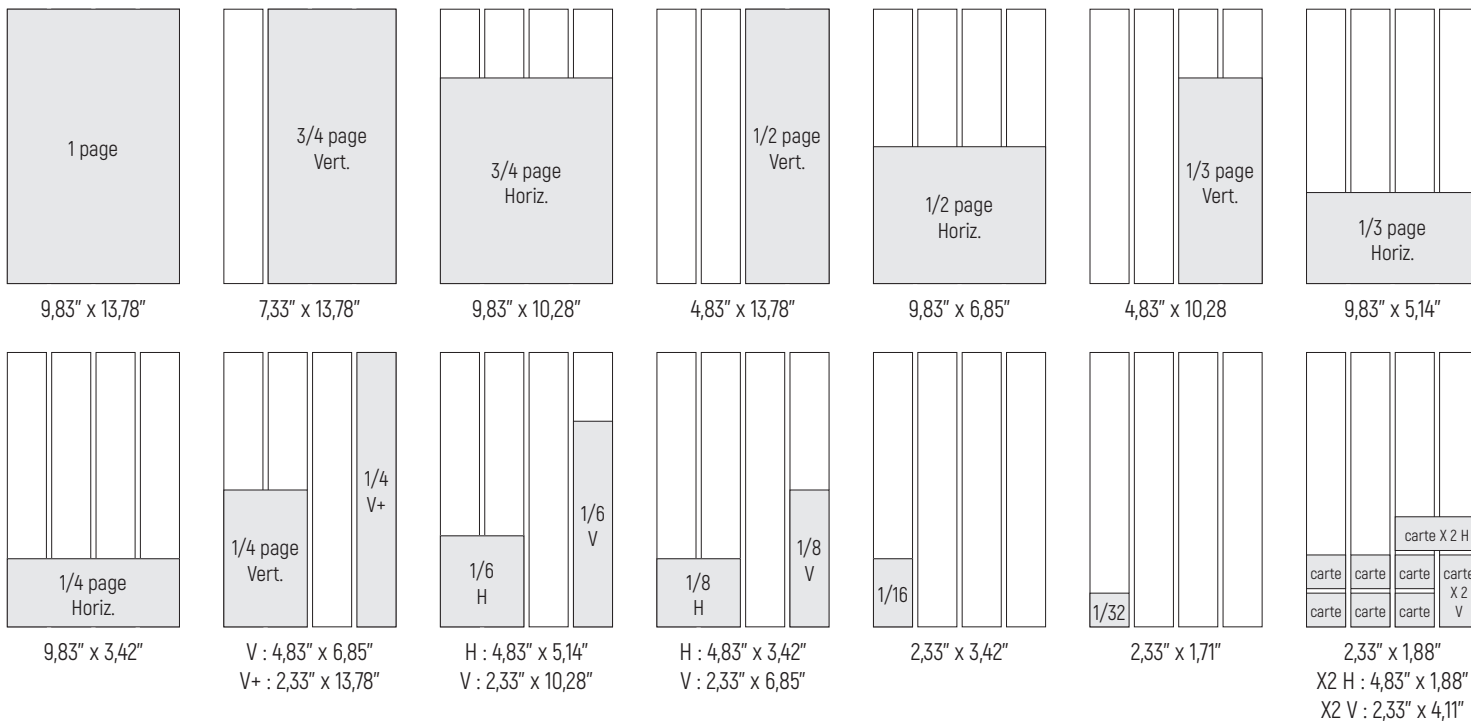 1 page
9,83” x 13,78”
3/4 page
Vert.
7,33” x 13,78”
3/4 page
Horiz.
9,83” x 10,28”
1/2 page
Vert.
4,83” x 13,78”
1/2 page
Horiz.
9,83” x 6,85”
1/3 page
Vert.
4,83” x 10,28
1/3 page
Horiz.
9,83” x 5,14”
1/4 page
Horiz.
9,83” x 3,42”
1/4 page
Vert.
1/4
V+
V : 4,83” x 6,85”
V+ : 2,33” x 13,78”
1/6
H
1/6
V
H : 4,83” x 5,14”
V : 2,33” x 10,28”
1/8
H
1/8
V
H : 4,83” x 3,42”
V : 2,33” x 6,85”
1/16
2,33” x 3,42”
1/32
2,33” x 1,71”
carte X 2 H
carte carte carte
carte carte carte
carte
X 2
V
2,33” x 1,88”
X2 H : 4,83” x 1,88”
X2 V : 2,33” x 4,11”